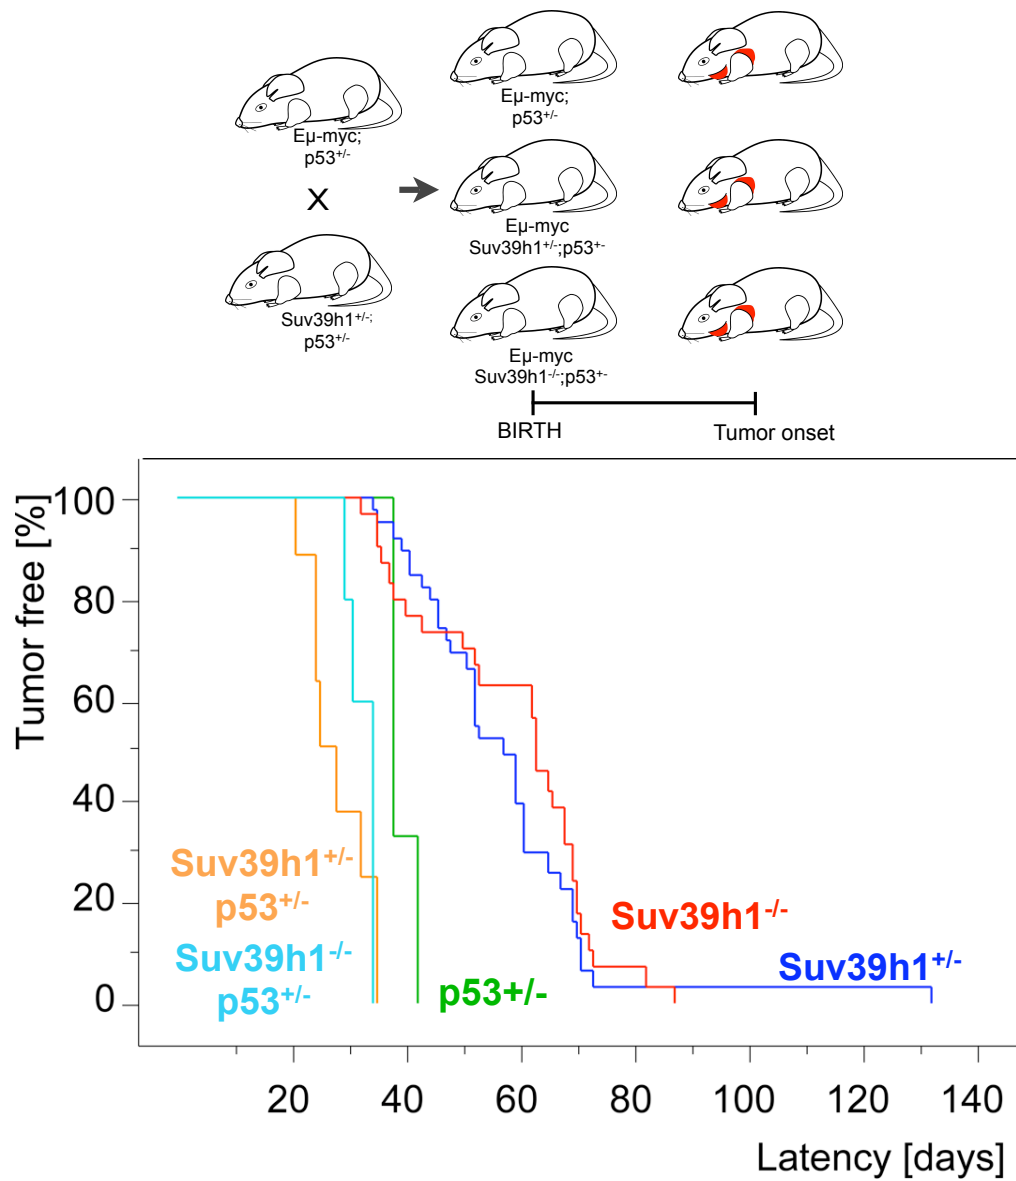 Eμ-myc;
p53+/-
X
Suv39h1+/-;
p53+/-
Eμ-myc;
p53+/-
Eμ-myc
Suv39h1+/-;p53+-
Eμ-myc
Suv39h1-/-;p53+-
BIRTH
Tumor onset
Tumor free [%]
100
80
60
40
20
0
Suv39h1+/-
p53+/-
Suv39h1-/-
p53+/-
p53+/-
Suv39h1-/-
Suv39h1+/-
20 40 60 80 100 120 140
Latency [days]